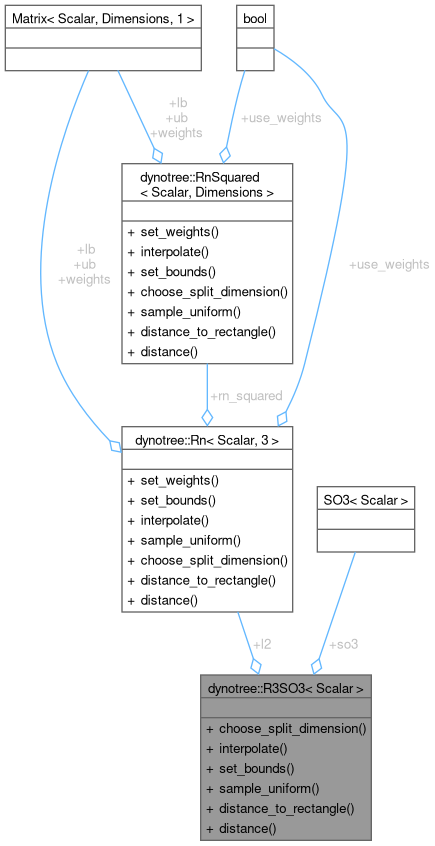 Matrix< Scalar, Dimensions, 1 >
bool
+lb
+ub
+weights
+use_weights
dynotree::RnSquared
< Scalar, Dimensions >
+ set_weights()
+ interpolate()
+ set_bounds()
+ choose_split_dimension()
+ sample_uniform()
+ distance_to_rectangle()
+ distance()
+lb
+ub
+weights
+use_weights
+rn_squared
dynotree::Rn< Scalar, 3 >
+ set_weights()
+ set_bounds()
+ interpolate()
+ sample_uniform()
+ choose_split_dimension()
+ distance_to_rectangle()
+ distance()
SO3< Scalar >
+l2
+so3
dynotree::R3SO3< Scalar >
+ choose_split_dimension()
+ interpolate()
+ set_bounds()
+ sample_uniform()
+ distance_to_rectangle()
+ distance()